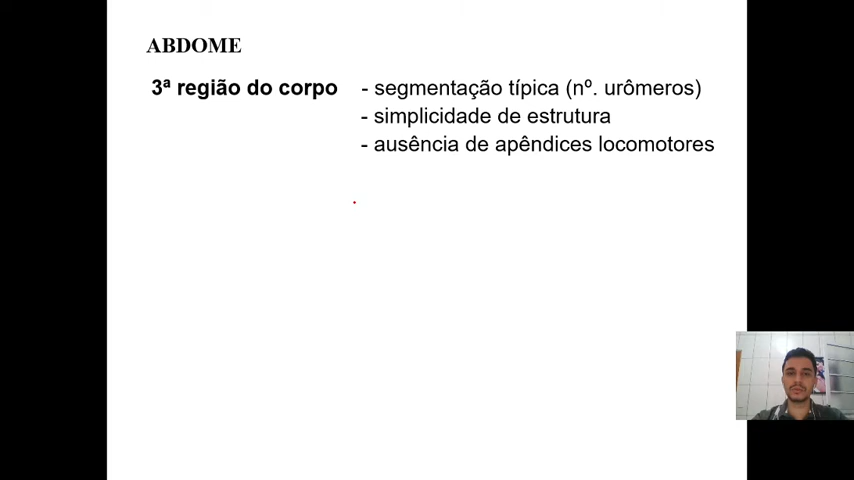 ABDOME
3ª região do corpo - segmentação típica (nº. urômeros)
- simplicidade de estrutura
- ausência de apêndices locomotores